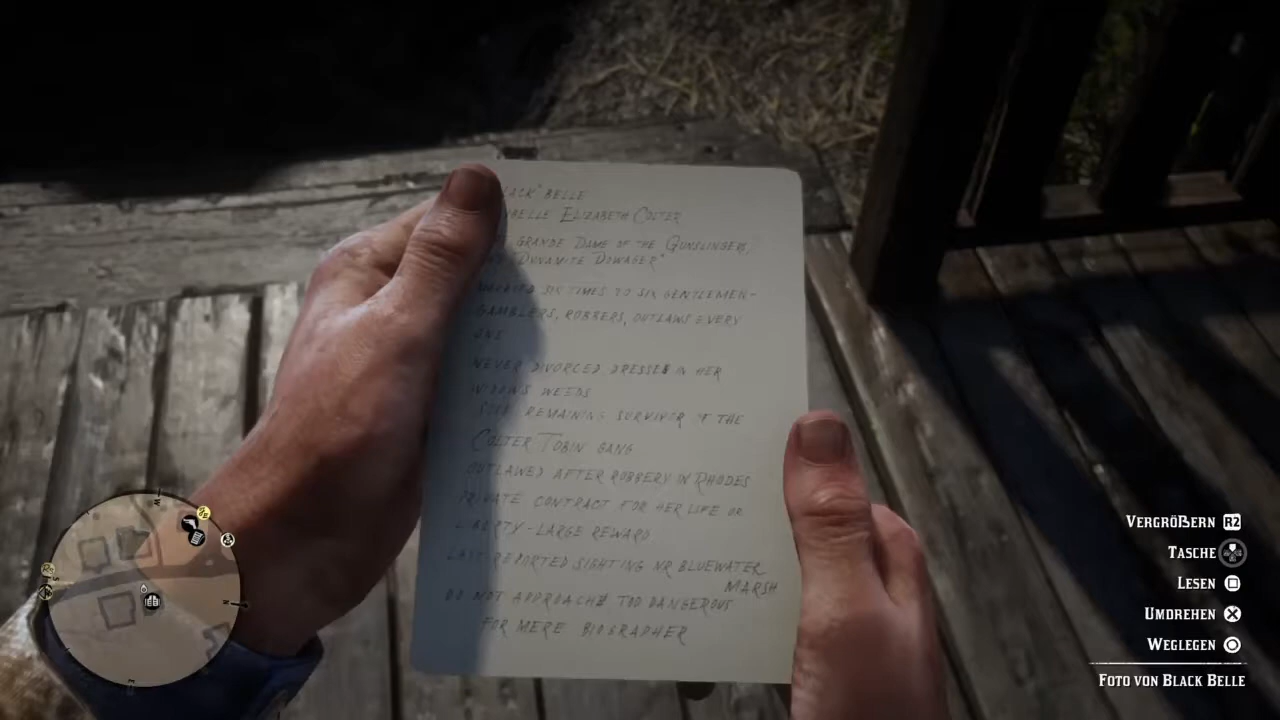 LACK" BELLE
BELLE ELIZABETH COLTER
GRANDE DAME OF THE GUNSLINGERS,
DYNAMITE DOWAGER"
MARRIED SIX TIMES TO SIX GENTLEMEN-
GAMBLERS, ROBBERS, OUTLAWS EVERY
ONE
NEVER DIVORCED. DRESSES IN HER
WIDOWS WEEDS
SOLE REMAINING SURVIVOR OF THE
COLTER TOBIN GANG
OUTLAWED AFTER ROBBERY IN RHODES
PRIVATE CONTRACT FOR HER LIFE OR
LIBERTY - LARGE REWARD.
LAST REPORTED SIGHTING NR BLUEWATER
MARSH
DO NOT APPROACH. TOO DANGEROUS
FOR MERE BIOGRAPHER
VERGRÖẞERN R2
TASCHE
LESEN
UMDREHEN
WEGLEGEN
FOTO VON BLACK BELLE